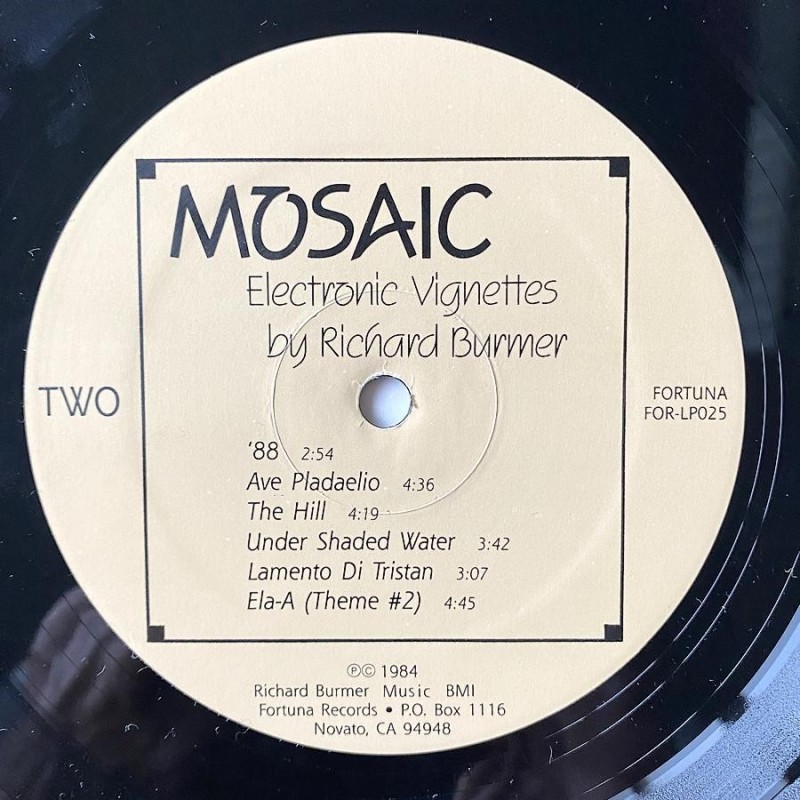 MOSAIC
Electronic Vignettes
by Richard Burmer
TWO
FORTUNA
FOR-LP025
'88 2:54
Ave Pladaelio 4:36
The Hill 4:19
Under Shaded Water 3:42
Lamento Di Tristan 3:07
Ela-A (Theme #2) 4:45
℗© 1984
Richard Burmer Music BMI
Fortuna Records • P.O. Box 1116
Novato, CA 94948